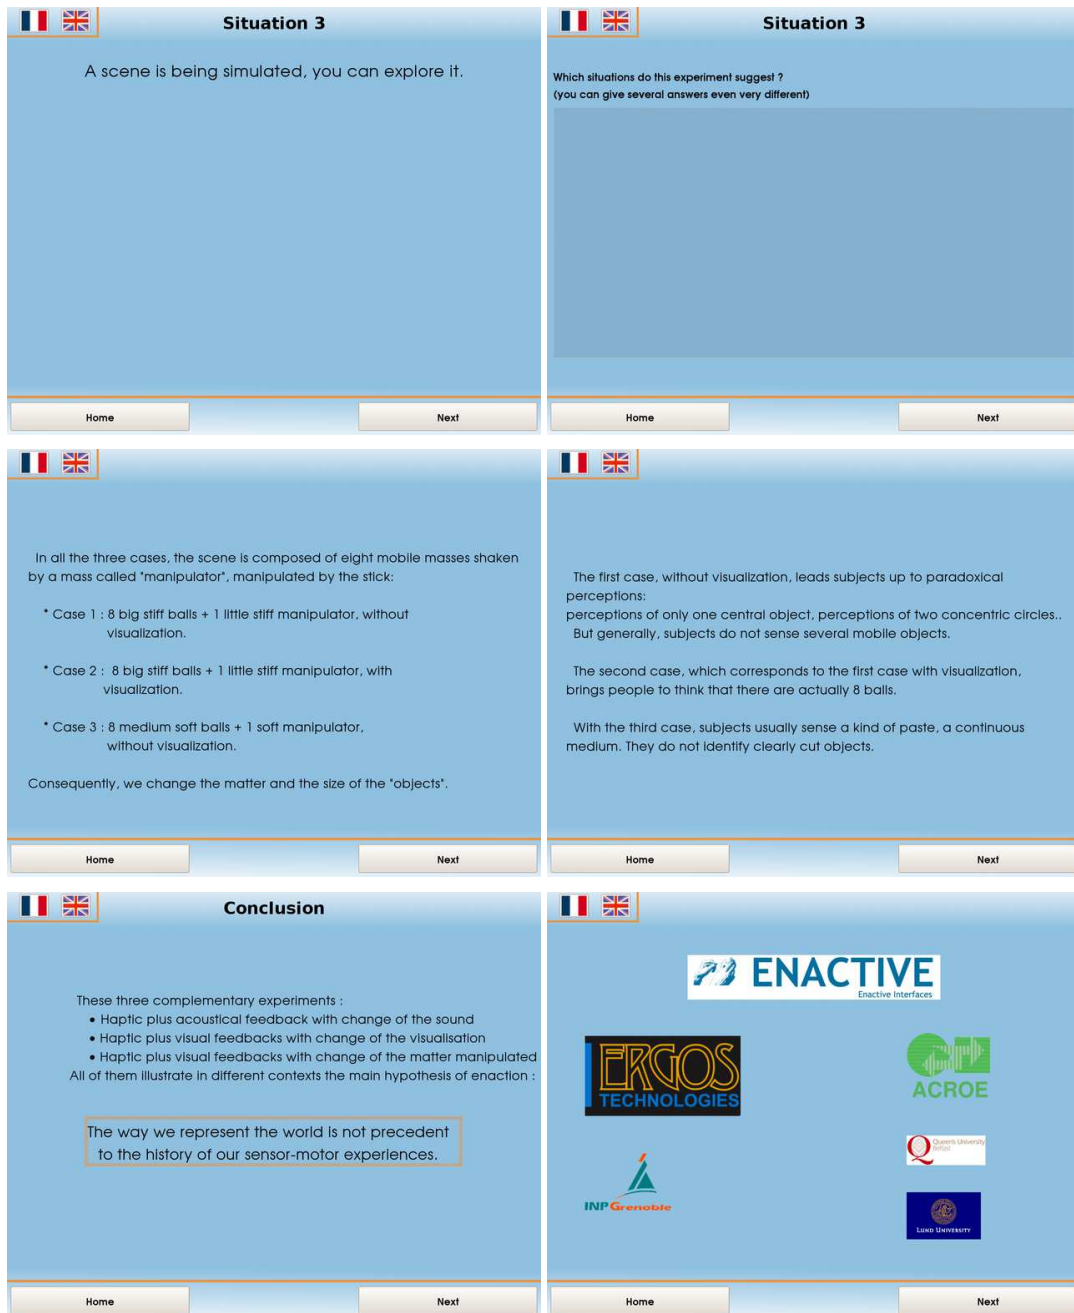 Situation 3
A scene is being simulated, you can explore it.
Home
Next
Situation 3
Which situations do this experiment suggest ?
(you can give several answers even very different)
Home
Next
In all the three cases, the scene is composed of eight mobile masses shaken
by a mass called "manipulator", manipulated by the stick:
* Case 1 : 8 big stiff balls + 1 little stiff manipulator, without
visualization.
* Case 2 : 8 big stiff balls + 1 little stiff manipulator, with
visualization.
* Case 3 : 8 medium soft balls + 1 soft manipulator,
without visualization.
Consequently, we change the matter and the size of the "objects".
Home
Next
The first case, without visualization, leads subjects up to paradoxical
perceptions:
perceptions of only one central object, perceptions of two concentric circles..
But generally, subjects do not sense several mobile objects.
The second case, which corresponds to the first case with visualization,
brings people to think that there are actually 8 balls.
With the third case, subjects usually sense a kind of paste, a continuous
medium. They do not identify clearly cut objects.
Home
Next
Conclusion
These three complementary experiments :
• Haptic plus acoustical feedback with change of the sound
• Haptic plus visual feedbacks with change of the visualisation
• Haptic plus visual feedbacks with change of the matter manipulated
All of them illustrate in different contexts the main hypothesis of enaction :
The way we represent the world is not precedent
to the history of our sensor-motor experiences.
Home
Next
ENACTIVE
Enactive Interfaces
ERGOS
TECHNOLOGIES
ACROE
Queen's University
Belfast
INPGrenoble
LUND UNIVERSITY
Home
Next